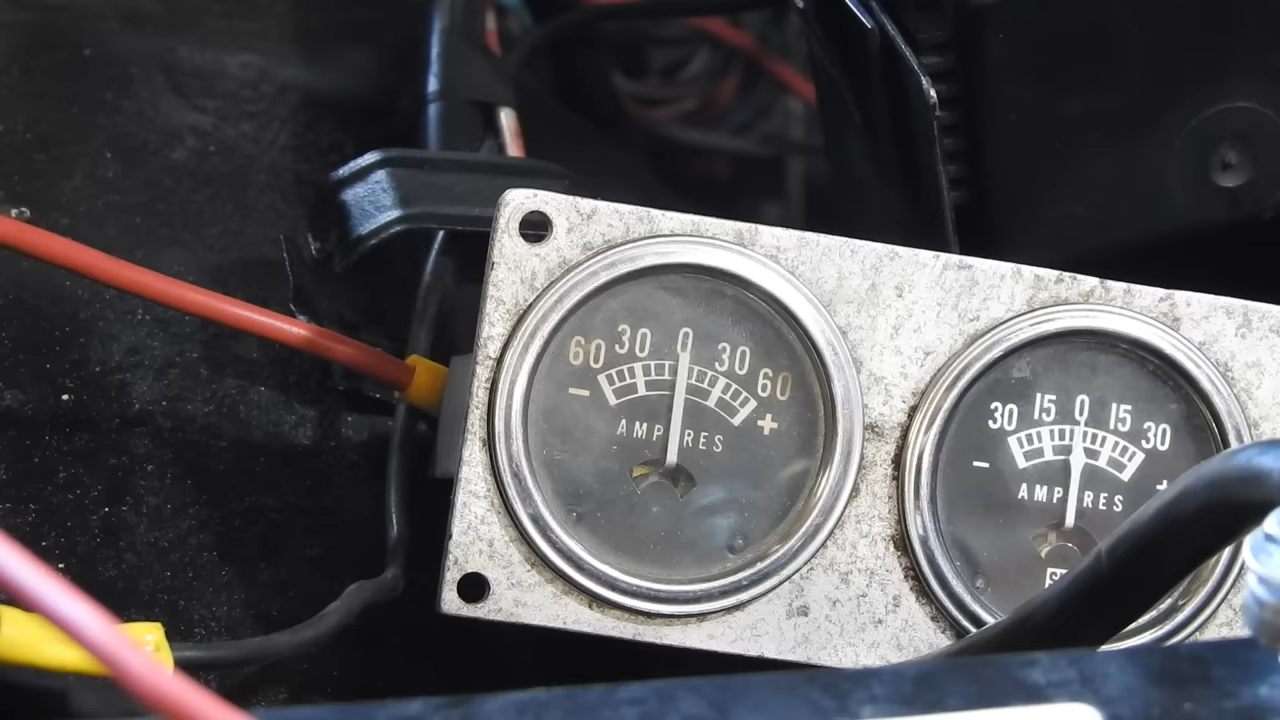 60 30 0 30 60
- +
AMPERES
30 15 0 15 30
- +
AMPERES